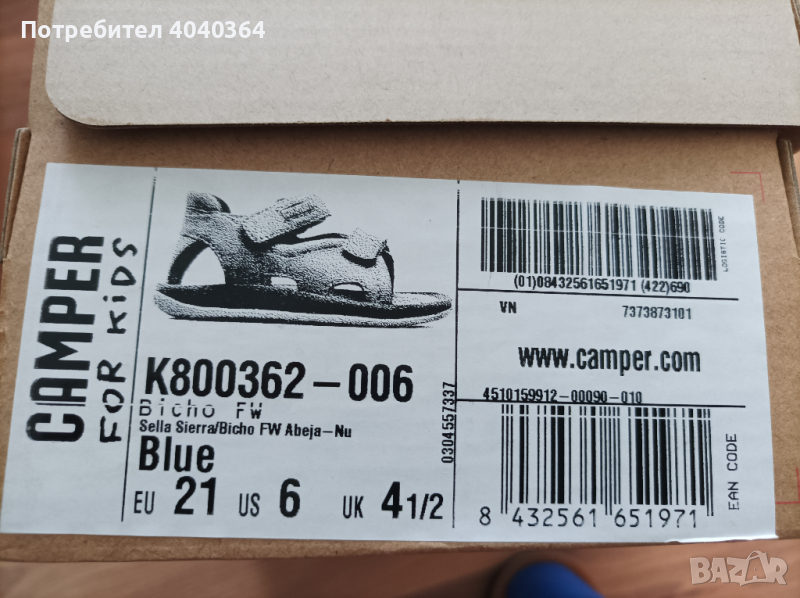 Потребител 4040364
CAMPER
FOR KIDS
K800362-006
Bicho FW
Sella Sierra/Bicho FW Abeja-Nu
Blue
EU 21 US 6 UK 4 1/2
0304557337
LOGISTIC CODE
(01)08432561651971(422)690
VN 7373873101
www.camper.com
4510159912-00090-010
EAN CODE
8 432561 651971
BAZAR